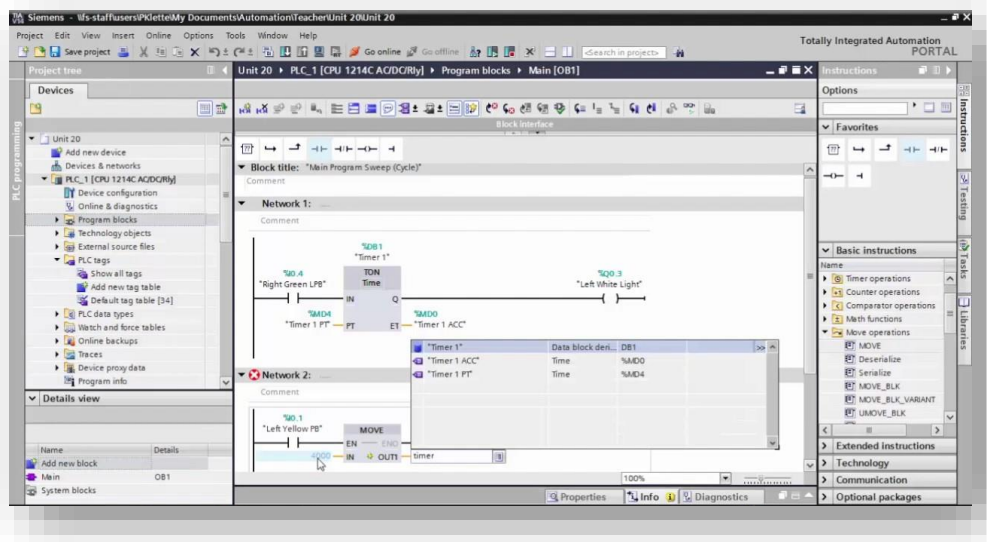 Siemens - \\fs-staff\users\PKlette\My Documents\Automation\Teacher\Unit 20\Unit 20
Project Edit View Insert Online Options Tools Window Help
Totally Integrated Automation
PORTAL
Save project
Go online
Go offline
<Search in project>
Project tree
Unit 20 PLC_1 [CPU 1214C AC/DC/Rly] Program blocks Main [OB1]
Instructions
Devices
Options
PLC programming
Block interface
Favorites
Unit 20
Add new device
Devices & networks
PLC_1 [CPU 1214C AC/DC/Rly]
Device configuration
Online & diagnostics
Program blocks
Technology objects
External source files
PLC tags
Show all tags
Add new tag table
Default tag table [34]
PLC data types
Watch and force tables
Online backups
Traces
Device proxy data
Program info
Details view
Name Details
Add new block
Main OB1
System blocks
Block title: "Main Program Sweep (Cycle)"
Comment
Network 1:
Comment
%DB1
"Timer 1"
%I0.4
"Right Green LPB"
TON
Time
%Q0.3
"Left White Light"
IN Q
%MD4
"Timer 1 PT"
PT ET
%MD0
"Timer 1 ACC"
"Timer 1" Data block deri... DB1
"Timer 1 ACC" Time %MD0
"Timer 1 PT" Time %MD4
Network 2:
Comment
%I0.1
"Left Yellow PB"
MOVE
EN ENO
4000 IN OUT1 timer
100%
Properties Info Diagnostics
Basic instructions
Name
Timer operations
Counter operations
Comparator operations
Math functions
Move operations
MOVE
Deserialize
Serialize
MOVE_BLK
MOVE_BLK_VARIANT
UMOVE_BLK
Extended instructions
Technology
Communication
Optional packages
Instructions
Testing
Tasks
Libraries